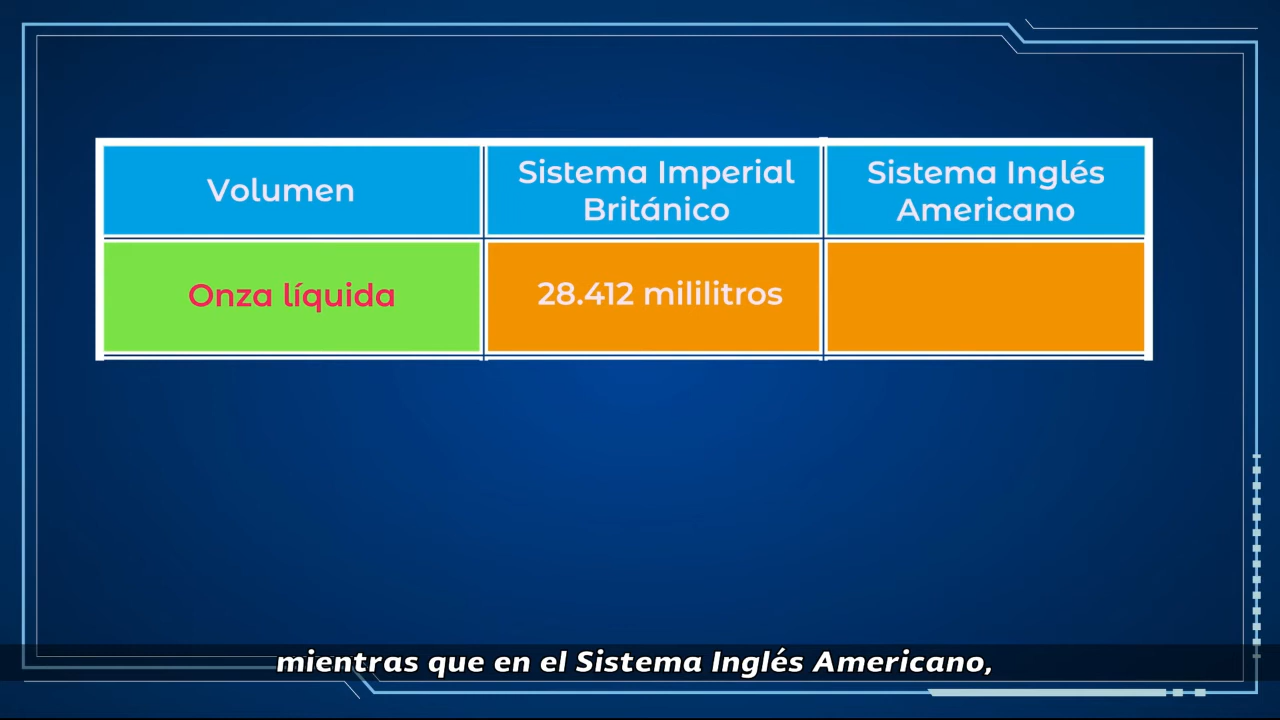 Volumen
Sistema Imperial
Británico
Sistema Inglés
Americano
Onza líquida
28.412 mililitros
mientras que en el Sistema Inglés Americano,